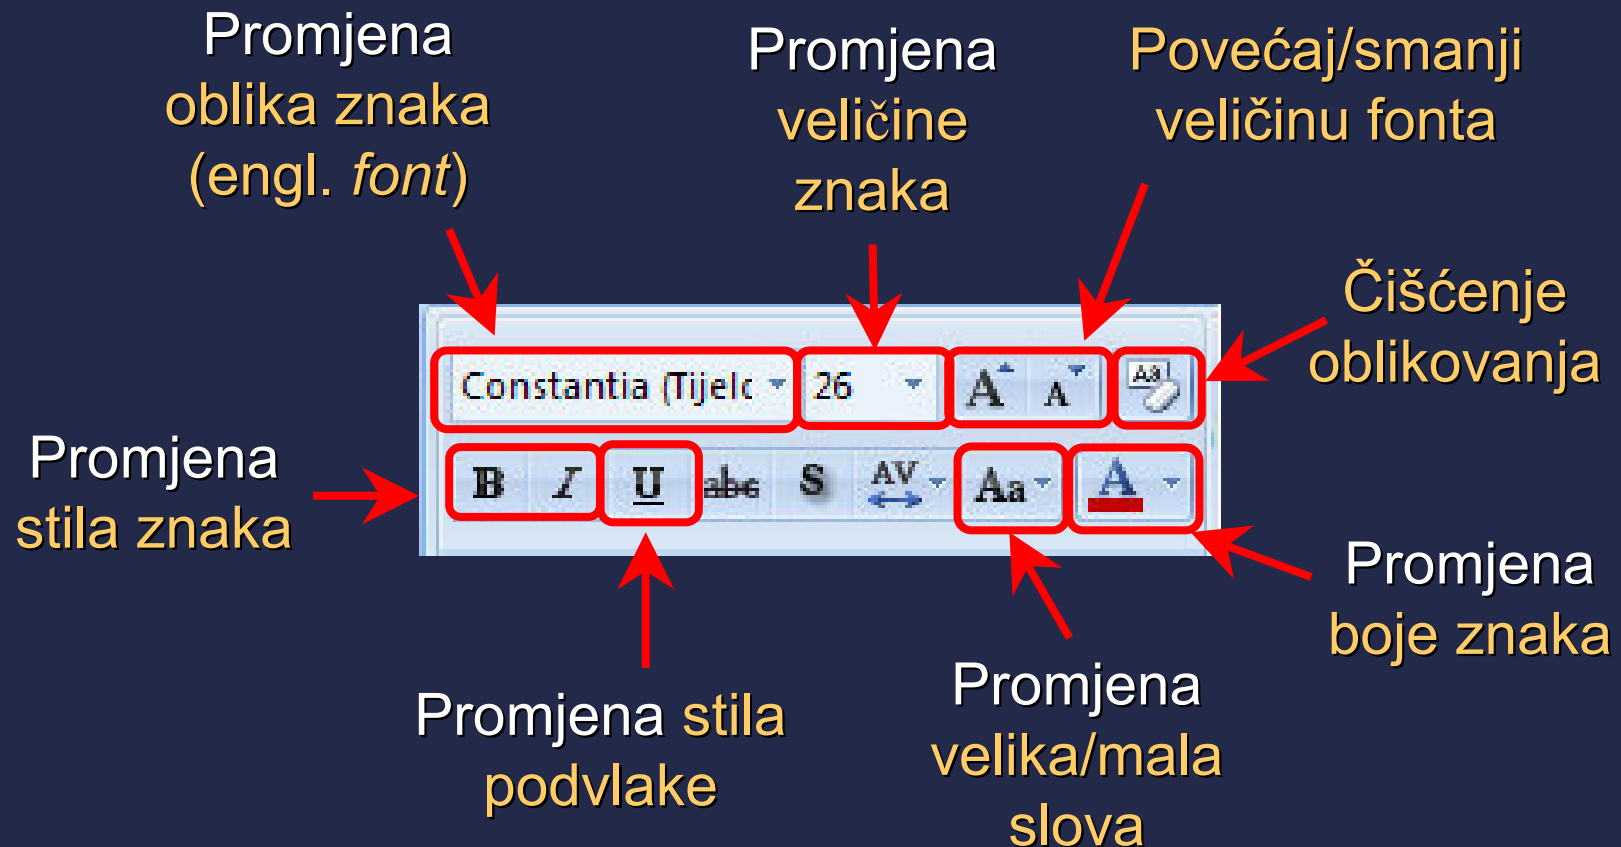 Promjena
oblika znaka
(engl. font)
Promjena
veličine
znaka
Povećaj/smanji
veličinu fonta
Čišćenje
oblikovanja
Constantia (Tijelc
26
A A Aa
B I U abc S AV Aa A
Promjena
stila znaka
Promjena
boje znaka
Promjena stila
podvlake
Promjena
velika/mala
slova